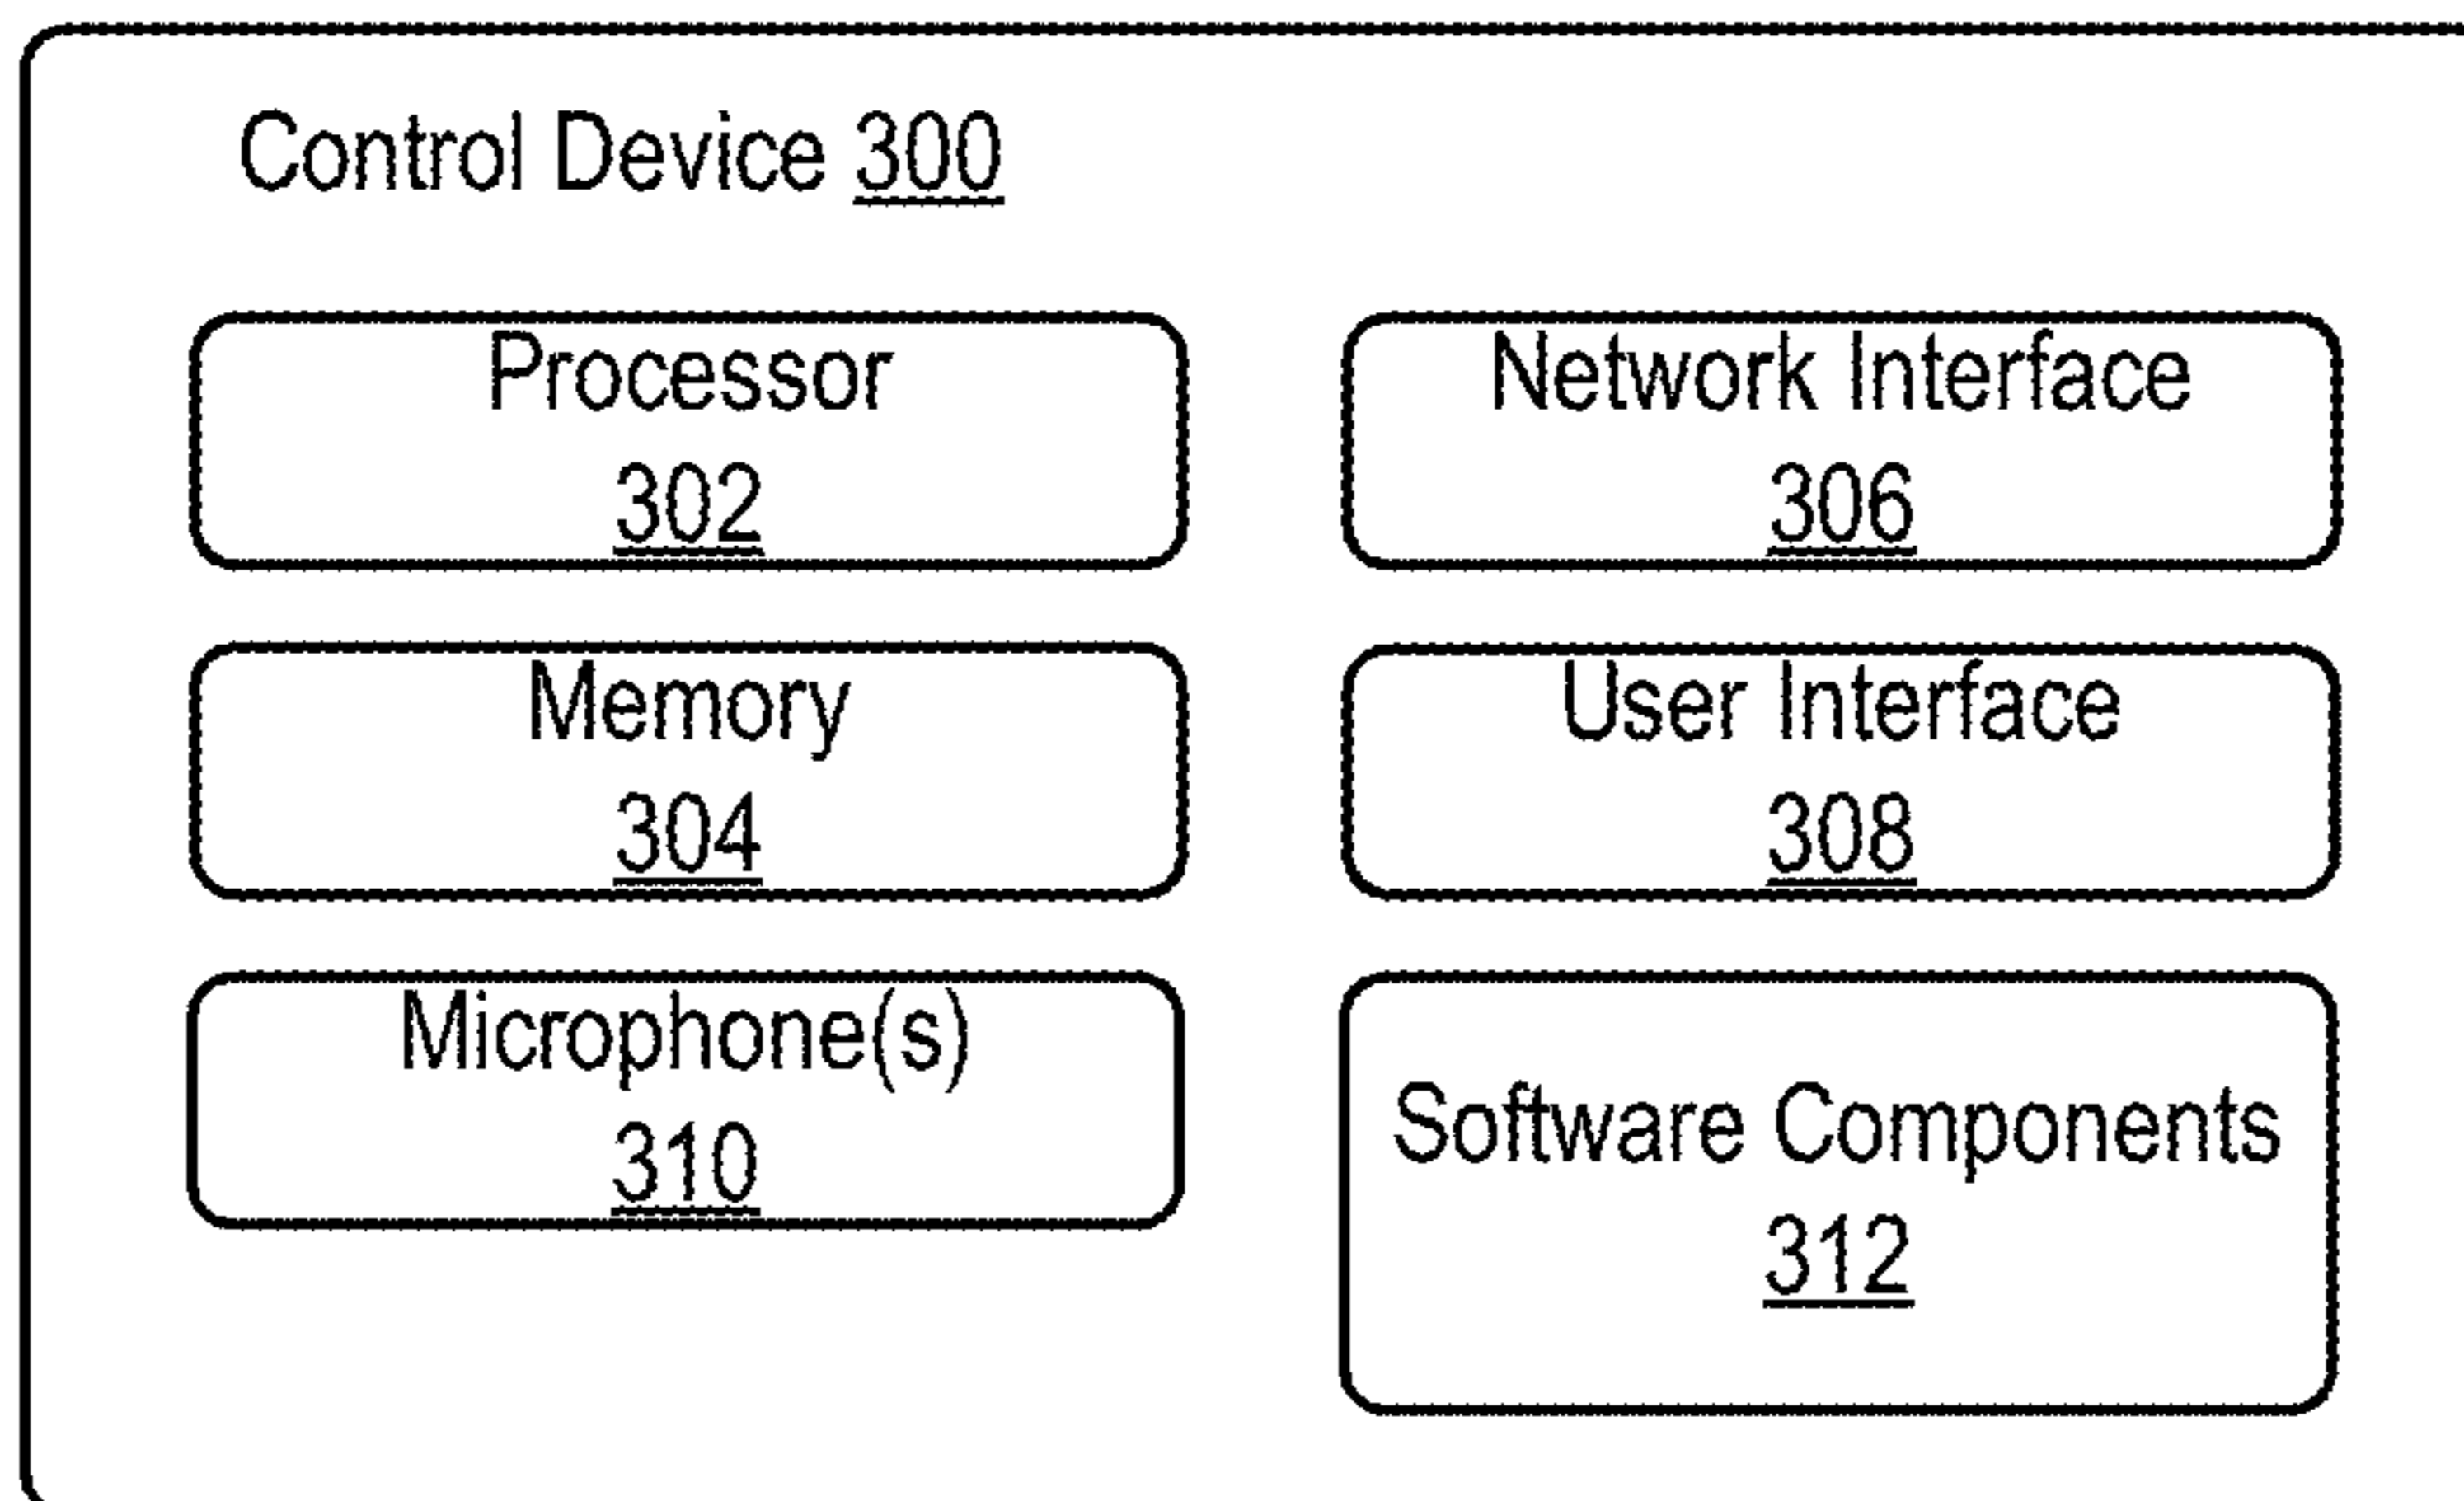 Control Device 300
Processor
302
Network Interface
306
Memory
304
User Interface
308
Microphone(s)
310
Software Components
312